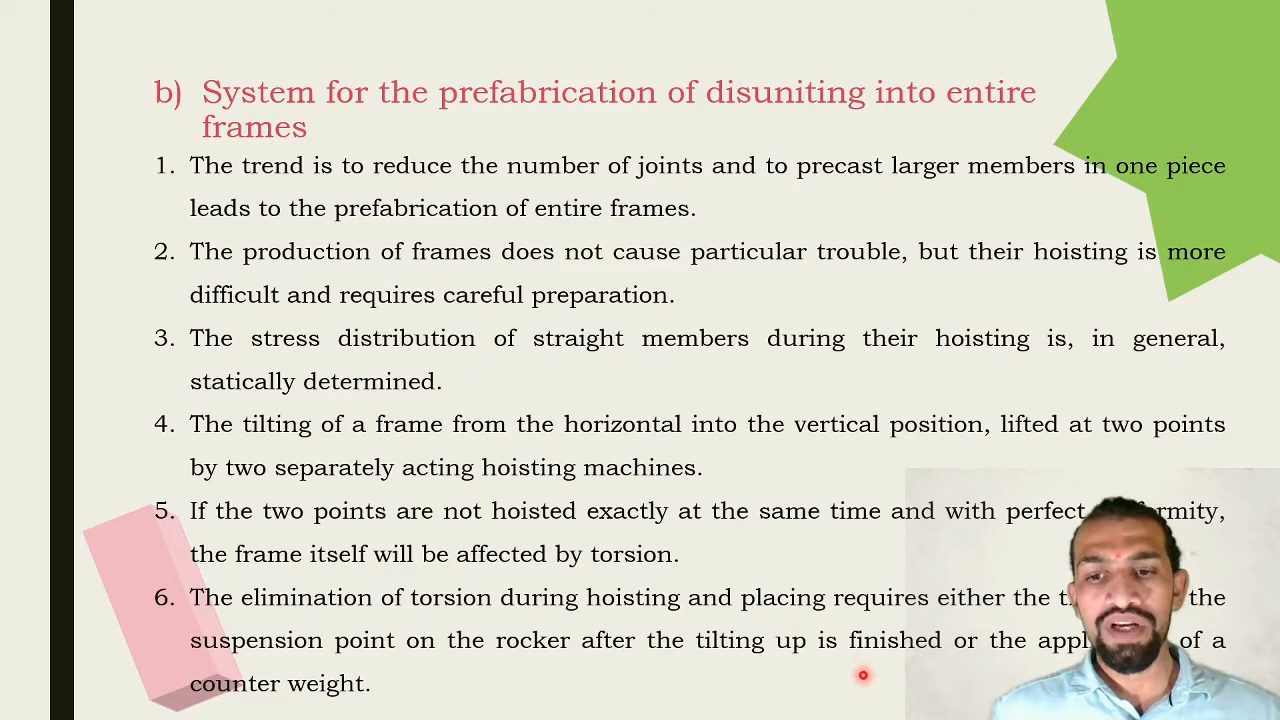 b) System for the prefabrication of disuniting into entire
frames
1. The trend is to reduce the number of joints and to precast larger members in one piece
leads to the prefabrication of entire frames.
2. The production of frames does not cause particular trouble, but their hoisting is more
difficult and requires careful preparation.
3. The stress distribution of straight members during their hoisting is, in general,
statically determined.
4. The tilting of a frame from the horizontal into the vertical position, lifted at two points
by two separately acting hoisting machines.
5. If the two points are not hoisted exactly at the same time and with perfect
the frame itself will be affected by torsion.
6. The elimination of torsion during hoisting and placing requires either the the
suspension point on the rocker after the tilting up is finished or the of a
counter weight.